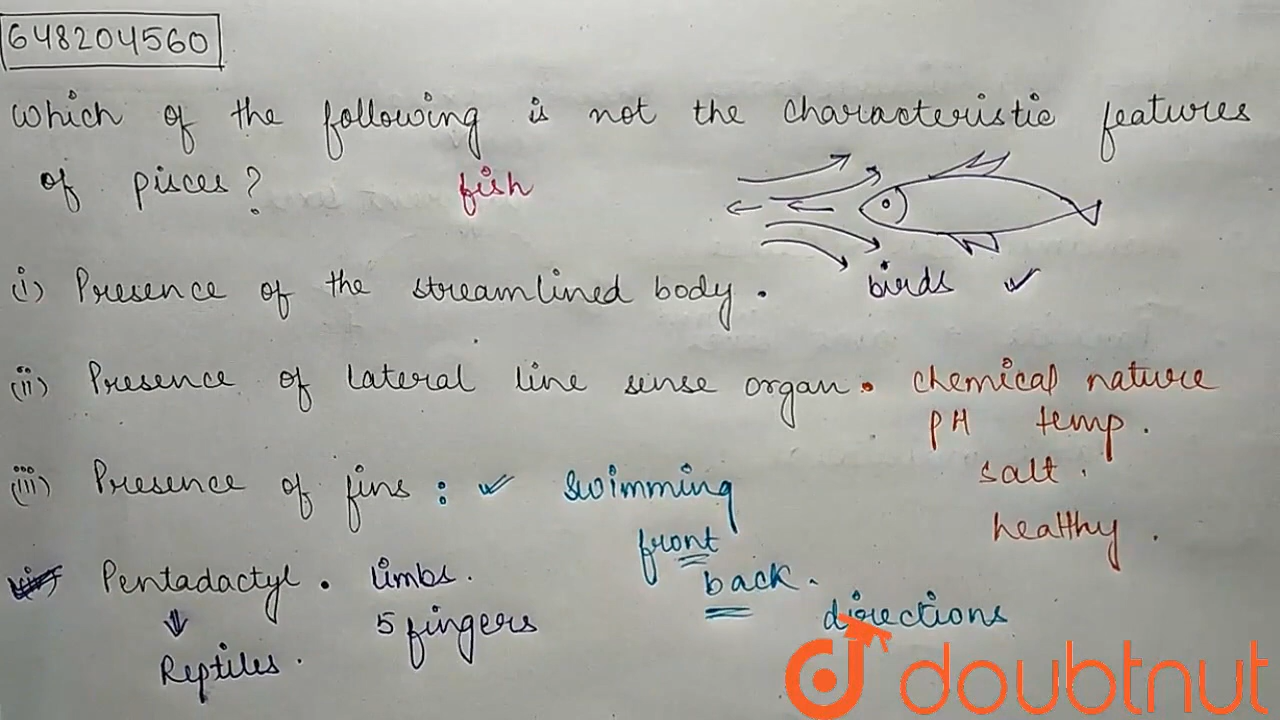 648204560
Which of the following is not the characteristic features
of pisces? fish
(i) Presence of the streamlined body. birds
(ii) Presence of lateral line sense organ. chemical nature
pH temp.
salt.
(iii) Presence of fins: swimming
healthy.
front
back.
Pentadactyl. limbs.
5 fingers
directions
Reptiles.
doubtnut